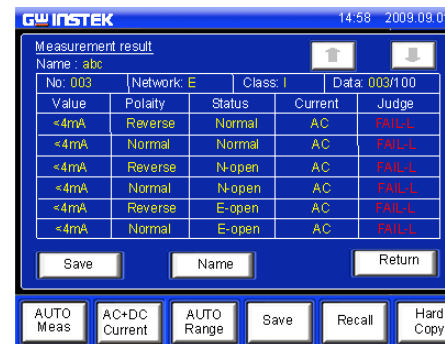 GW INSTEK 14:58 2009.09.0
Measurement result
Name : abc
No: 003 Network: E Class: I Data: 003/100
Value Polaity Status Current Judge
<4mA Reverse Normal AC FAIL-L
<4mA Normal Normal AC FAIL-L
<4mA Reverse N-open AC FAIL-L
<4mA Normal N-open AC FAIL-L
<4mA Reverse E-open AC FAIL-L
<4mA Normal E-open AC FAIL-L
Save Name Return
AUTO AC+DC AUTO Save Recall Hard
Meas Current Range Copy